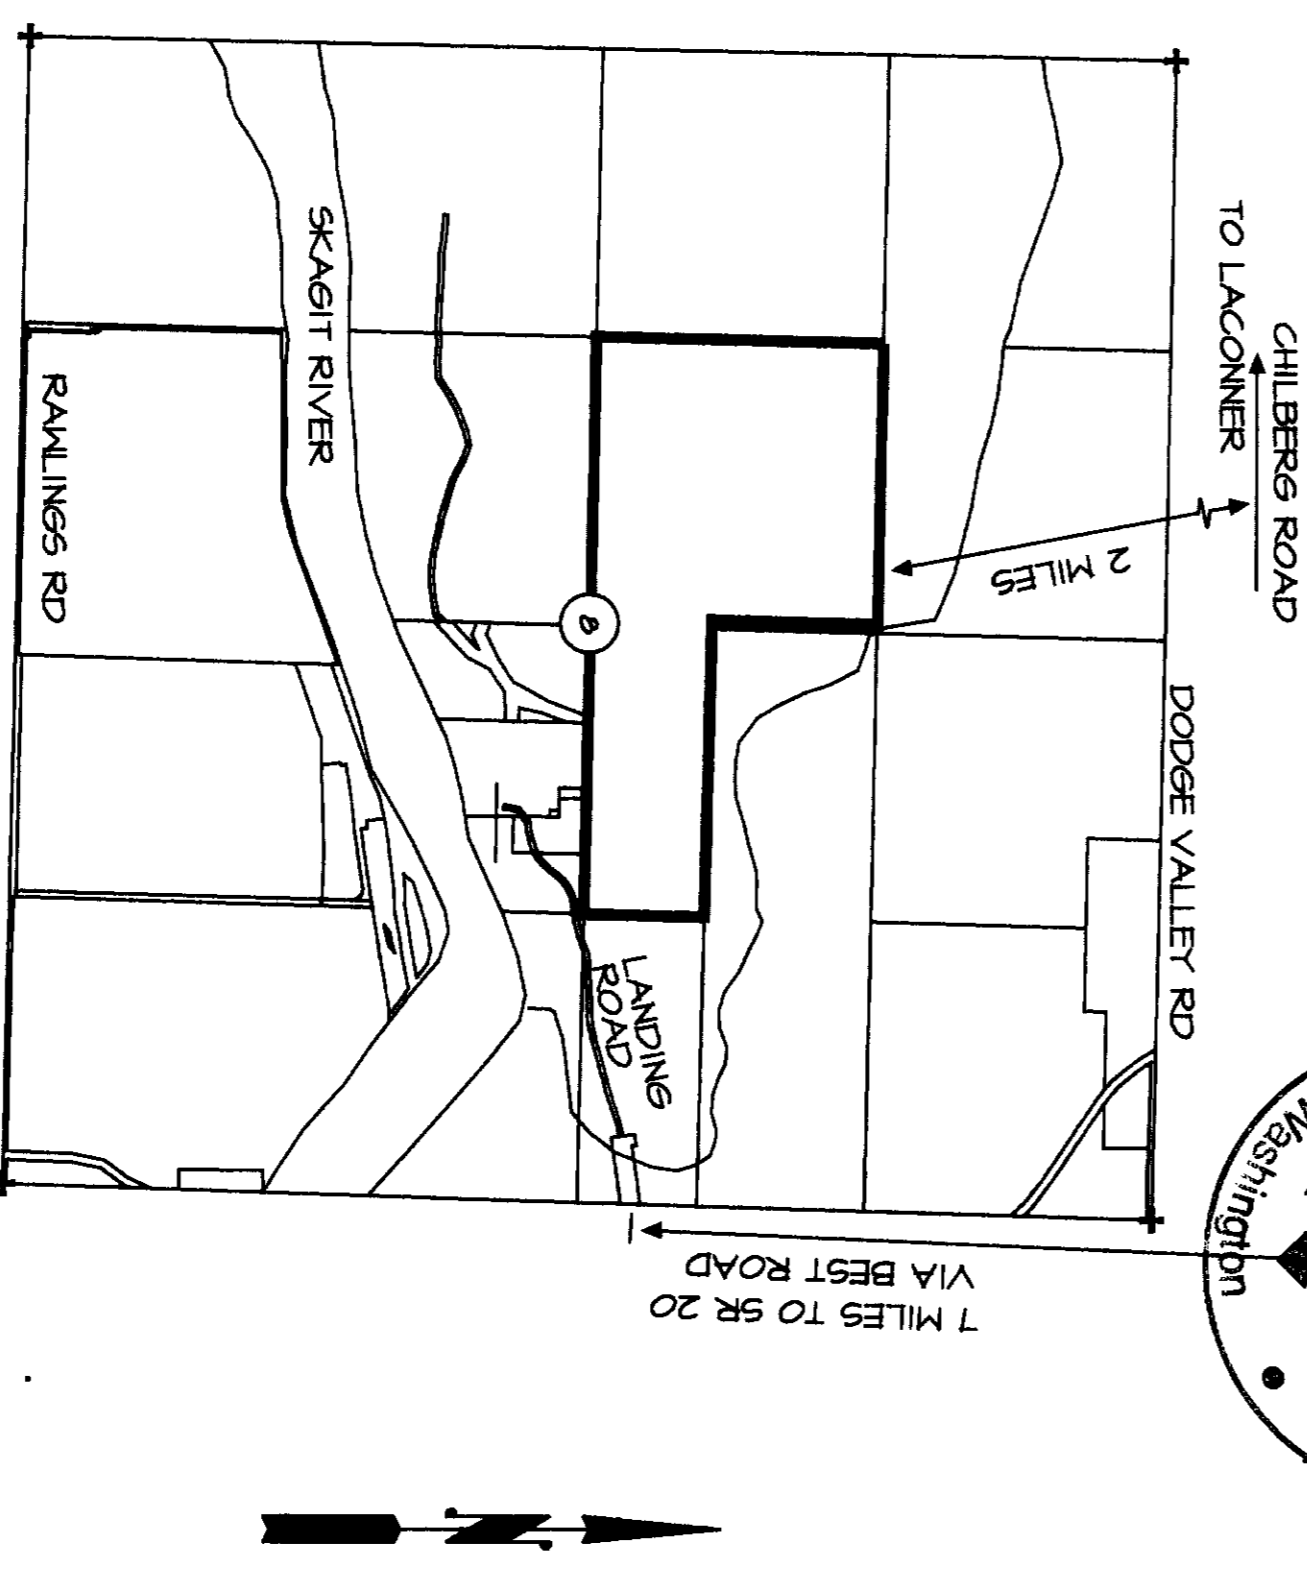 CHILBERG ROAD
TO LACONNER
2 MILES
DODGE VALLEY RD
SKAGIT RIVER
RAWLINGS RD
8
LANDING
ROAD
7 MILES TO SR 20
VIA BEST ROAD
Washington
N